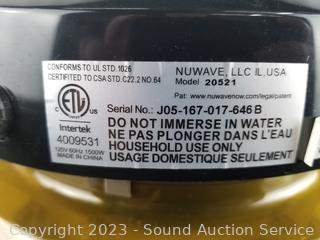 CONFORMS TO UL STD. 1026
CERTIFIED TO CSA STD. C22.2 NO. 64
NUWAVE, LLC IL, USA
Model 20521
www.nuwavenow.com/legal/patent
ETL
Intertek
4009531
120V 60Hz 1500W
MADE IN CHINA
Serial No.: J05-167-017-646 B
DO NOT IMMERSE IN WATER
NE PAS PLONGER DANS L'EAU
HOUSEHOLD USE ONLY
USAGE DOMESTIQUE SEULEMENT
© Copyright 2023 - Sound Auction Service